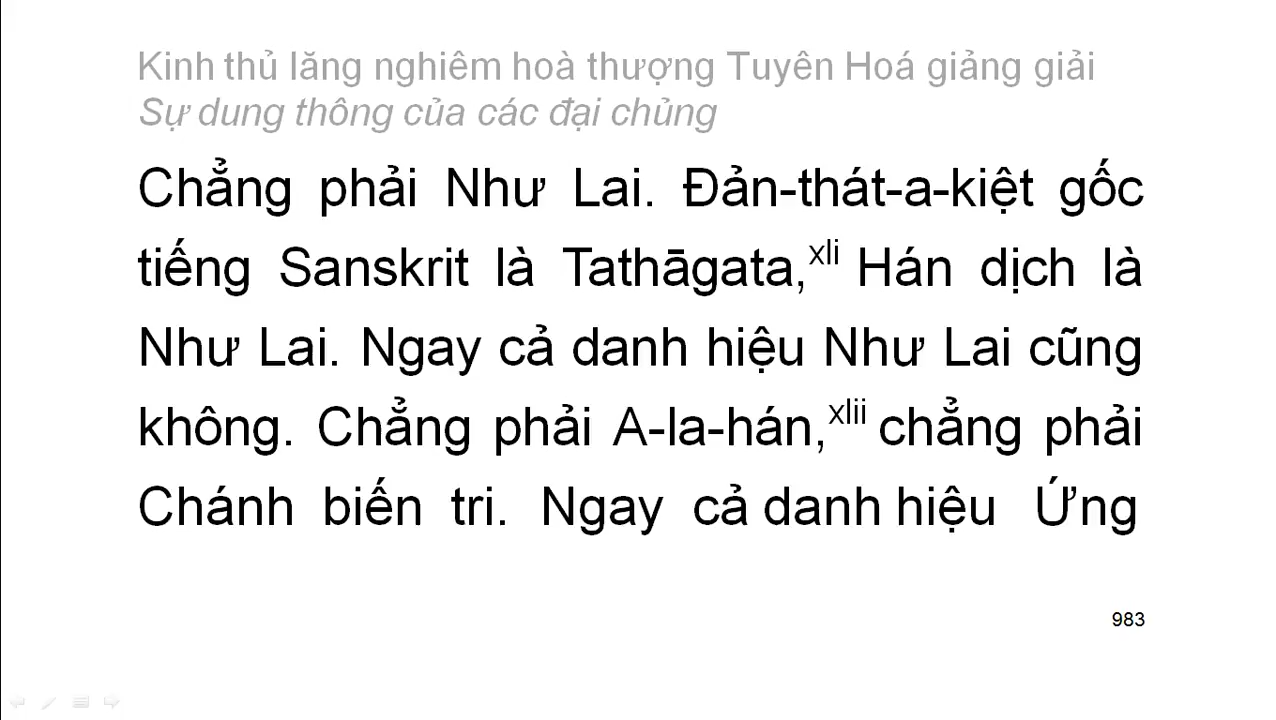 Kinh thủ lăng nghiêm hoà thượng Tuyên Hoá giảng giải
Sự dung thông của các đại chủng
Chẳng phải Như Lai. Đản-thát-a-kiệt gốc
tiếng Sanskrit là Tathāgata,xli Hán dịch là
Như Lai. Ngay cả danh hiệu Như Lai cũng
không. Chẳng phải A-la-hán,xlii chẳng phải
Chánh biến tri. Ngay cả danh hiệu Ứng
983